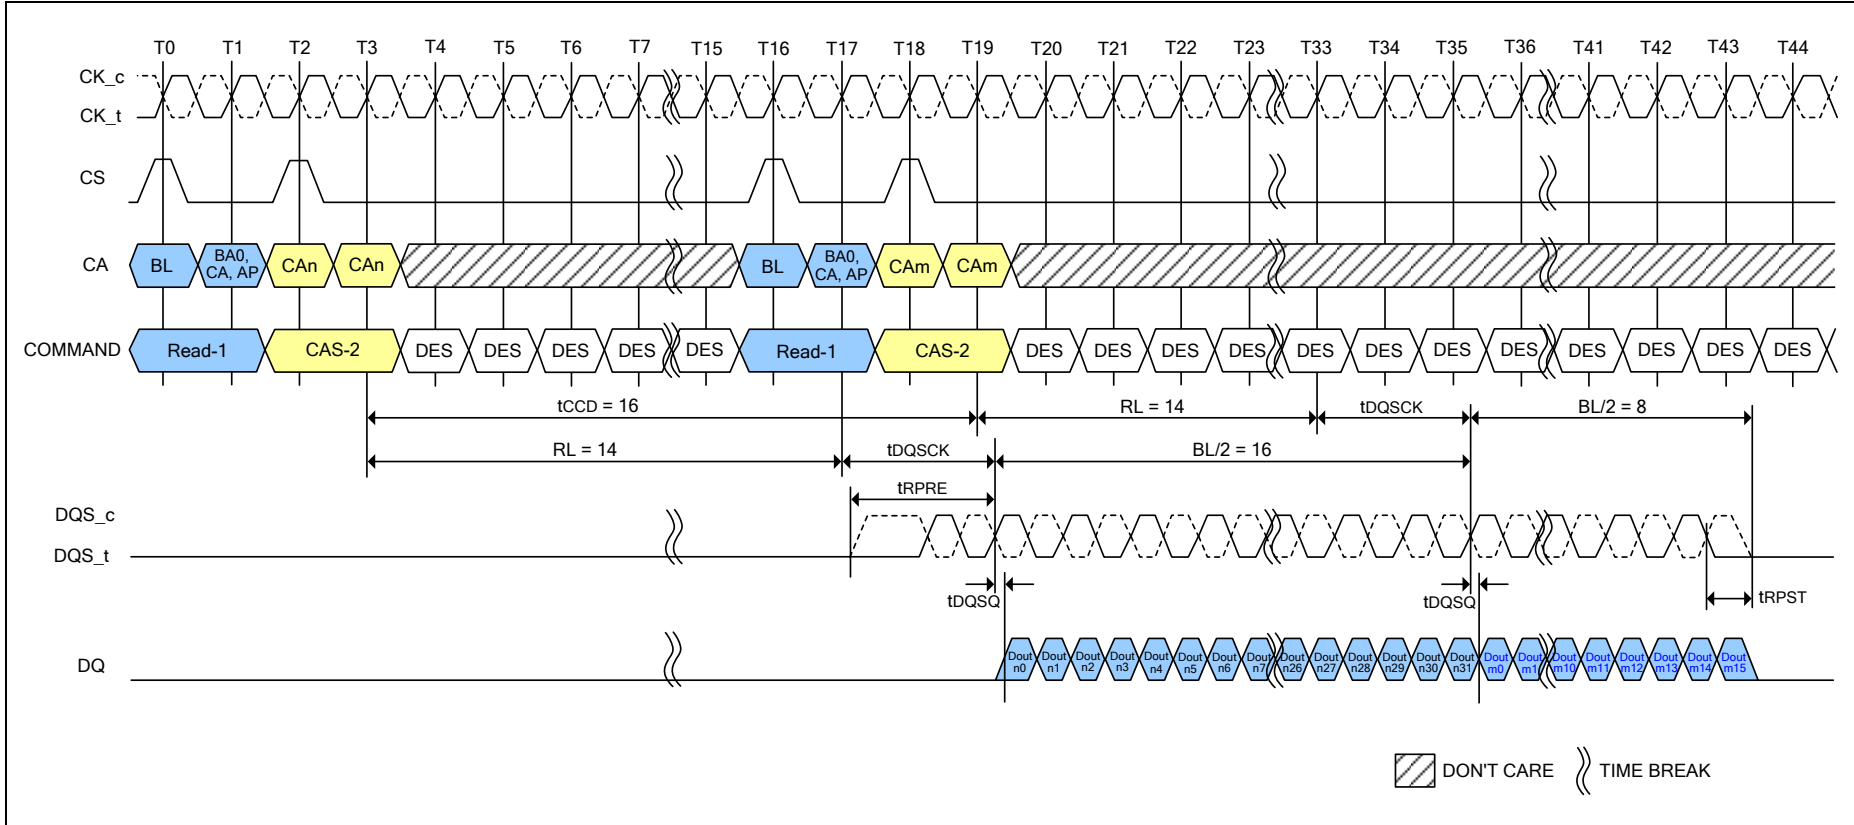 T0 T1 T2 T3 T4 T5 T6 T7 T15 T16 T17 T18 T19 T20 T21 T22 T23 T33 T34 T35 T36 T41 T42 T43 T44
CK_c
CK_t
CS
CA BL BA0, CA, AP CAn CAn BL BA0, CA, AP CAm CAm
COMMAND Read-1 CAS-2 DES DES DES DES DES Read-1 CAS-2 DES DES DES DES DES DES DES DES DES DES DES DES
tCCD = 16 RL = 14 tDQSCK BL/2 = 8
RL = 14 tDQSCK BL/2 = 16
tRPRE
DQS_c
DQS_t
tDQSQ tDQSQ tRPST
DQ Dout n0 Dout n1 Dout n2 Dout n3 Dout n4 Dout n5 Dout n6 Dout n7 Dout n26 Dout n27 Dout n28 Dout n29 Dout n30 Dout n31 Dout m0 Dout m1 Dout m10 Dout m11 Dout m12 Dout m13 Dout m14 Dout m15
DON'T CARE TIME BREAK